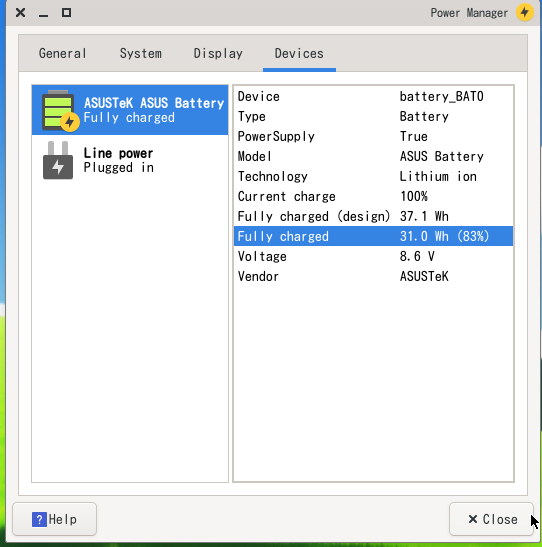 Power Manager
General System Display Devices
ASUSTeK ASUS Battery
Fully charged
Line power
Plugged in
Device battery_BAT0
Type Battery
PowerSupply True
Model ASUS Battery
Technology Lithium ion
Current charge 100%
Fully charged (design) 37.1 Wh
Fully charged 31.0 Wh (83%)
Voltage 8.6 V
Vendor ASUSTeK
?Help
Close